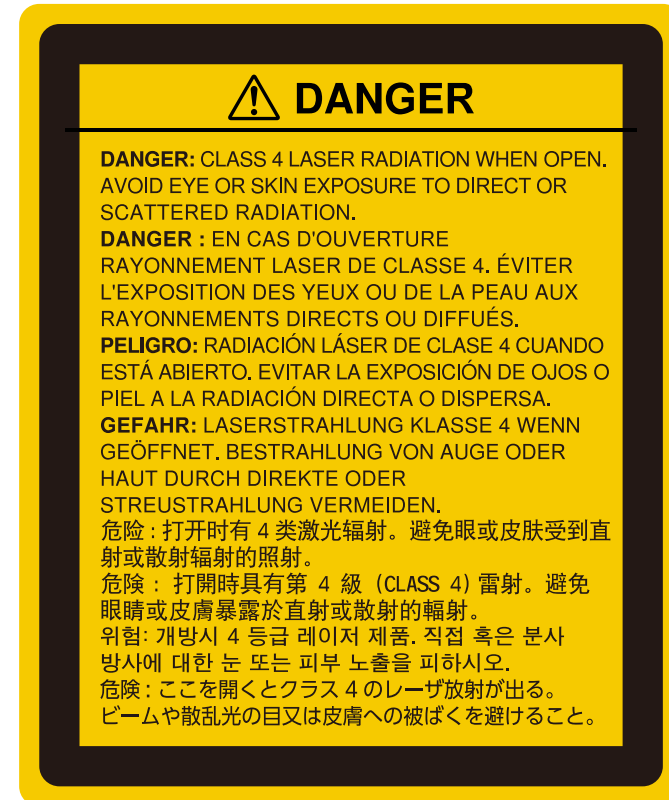 DANGER
DANGER: CLASS 4 LASER RADIATION WHEN OPEN.
AVOID EYE OR SKIN EXPOSURE TO DIRECT OR
SCATTERED RADIATION.
DANGER : EN CAS D'OUVERTURE
RAYONNEMENT LASER DE CLASSE 4. ÉVITER
L'EXPOSITION DES YEUX OU DE LA PEAU AUX
RAYONNEMENTS DIRECTS OU DIFFUÉS.
PELIGRO: RADIACIÓN LÁSER DE CLASE 4 CUANDO
ESTÁ ABIERTO. EVITAR LA EXPOSICIÓN DE OJOS O
PIEL A LA RADIACIÓN DIRECTA O DISPERSA.
GEFAHR: LASERSTRAHLUNG KLASSE 4 WENN
GEÖFFNET. BESTRAHLUNG VON AUGE ODER
HAUT DURCH DIREKTE ODER
STREUSTRAHLUNG VERMEIDEN.
危险 : 打开时有 4 类激光辐射。避免眼或皮肤受到直
射或散射辐射的照射。
危険 : 打開時具有第 4 級 (CLASS 4) 雷射。避免
眼睛或皮膚暴露於直射或散射的輻射。
위험: 개방시 4 등급 레이저 제품. 직접 혹은 분사
방사에 대한 눈 또는 피부 노출을 피하시오.
危険 : ここを開くとクラス 4 のレーザ放射が出る。
ビームや散乱光の目又は皮膚への被ばくを避けること。